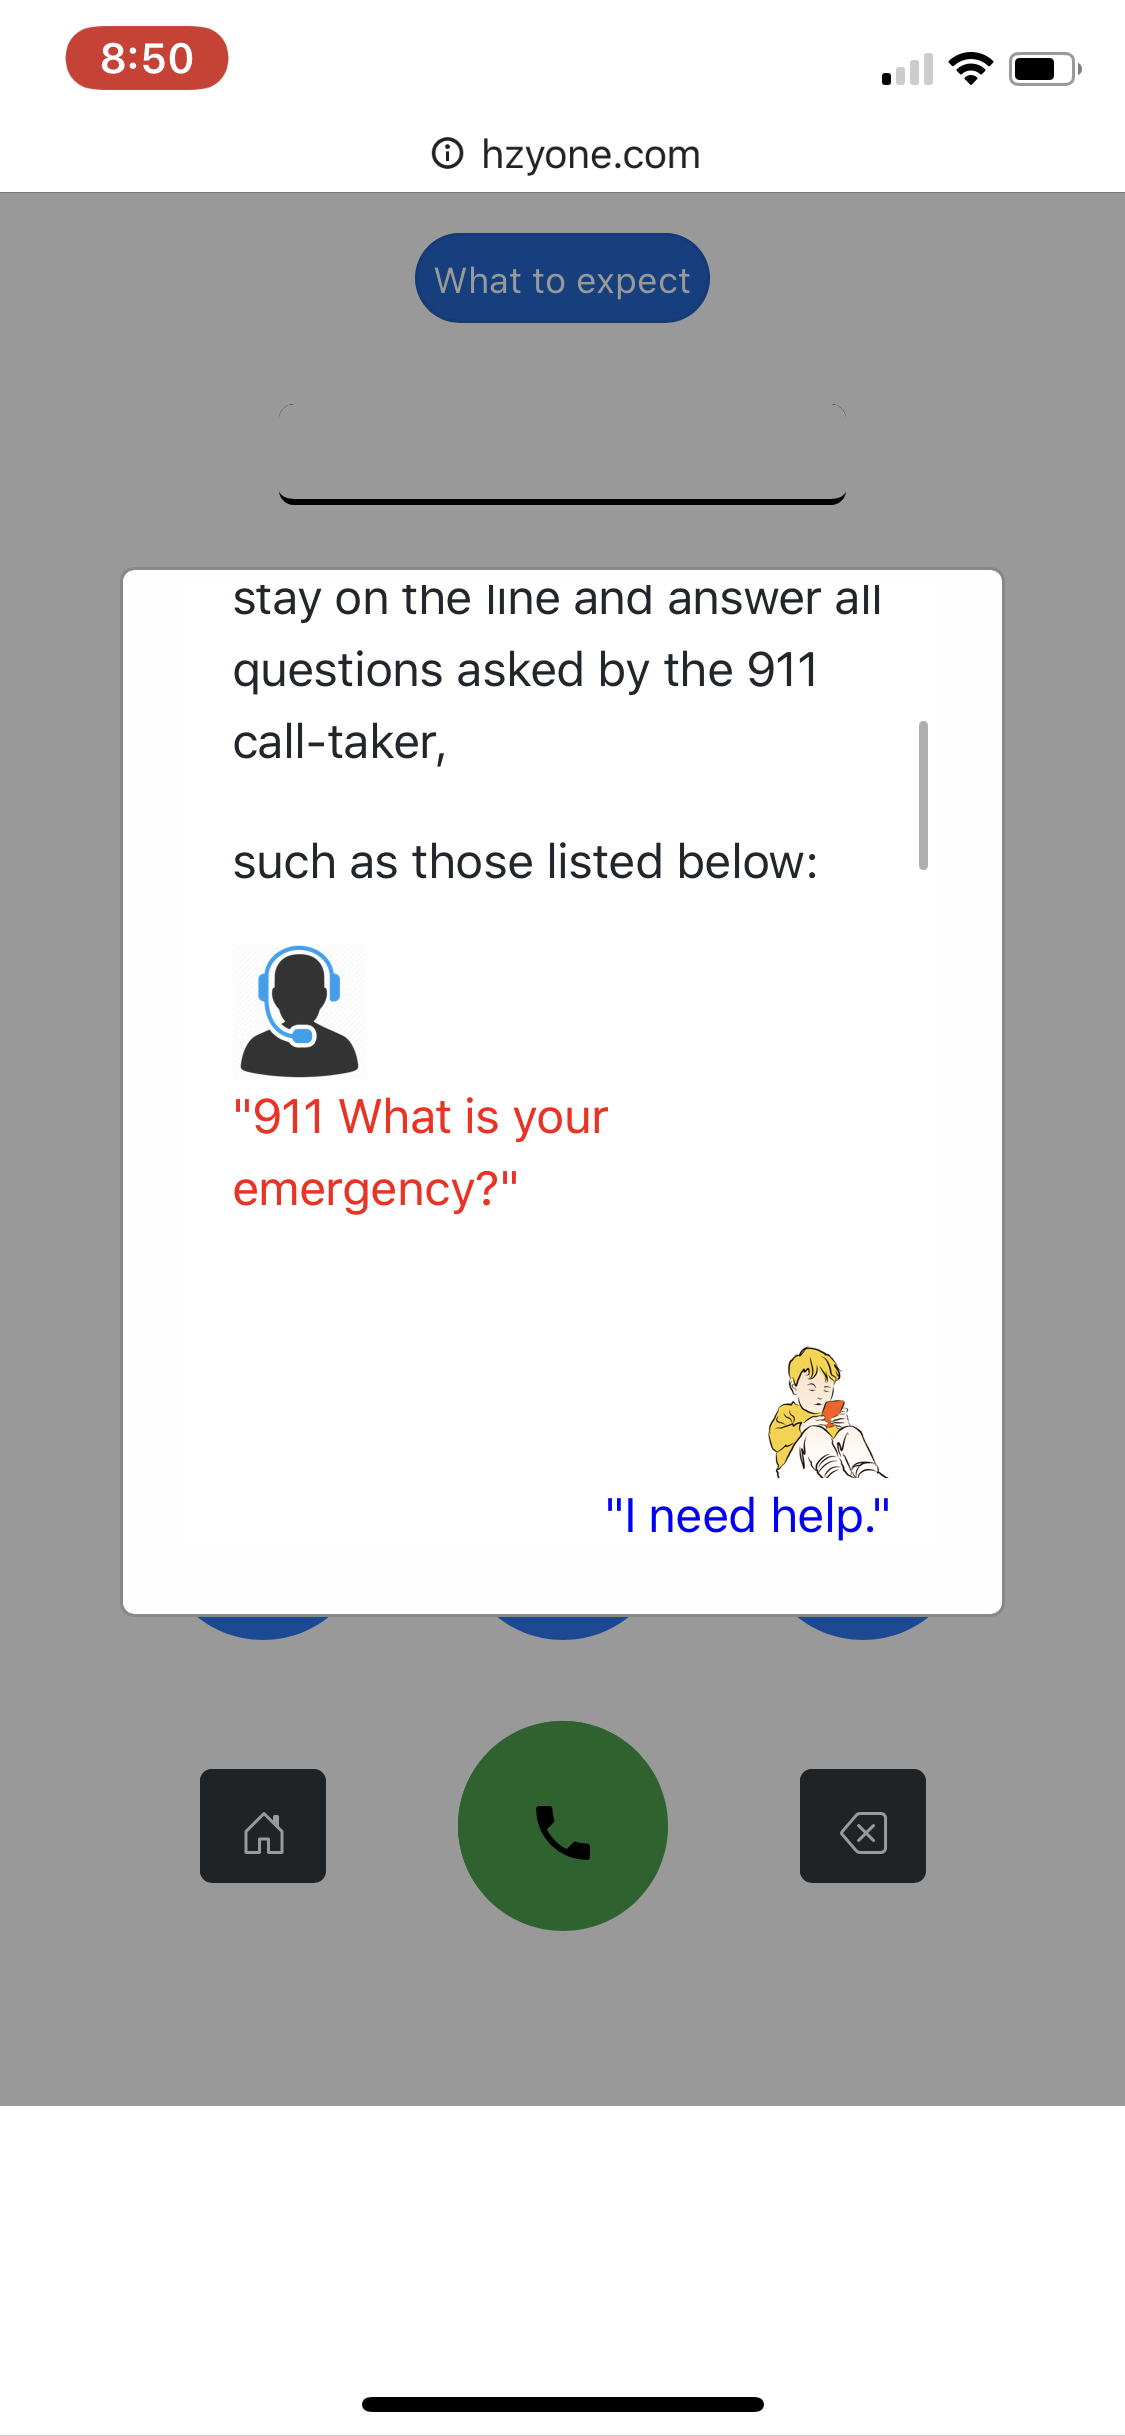 8:50
hzyone.com
What to expect
stay on the line and answer all
questions asked by the 911
call-taker,
such as those listed below:
"911 What is your
emergency?"
"I need help."